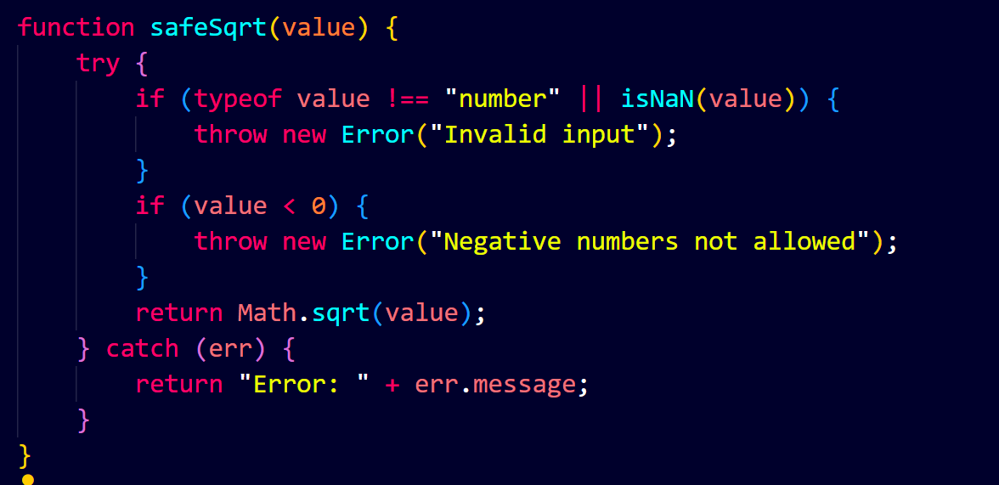 function safeSqrt(value) {
    try {
        if (typeof value !== "number" || isNaN(value)) {
            throw new Error("Invalid input");
        }
        if (value < 0) {
            throw new Error("Negative numbers not allowed");
        }
        return Math.sqrt(value);
    } catch (err) {
        return "Error: " + err.message;
    }
}